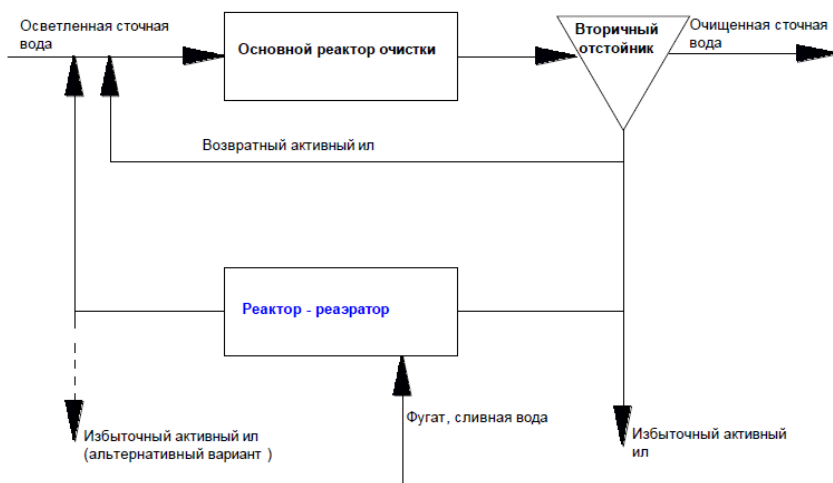 Осветленная сточная
вода
Основной реактор очистки
Вторичный
отстойник
Очищенная сточная
вода
Возвратный активный ил
Реактор - реаэратор
Фугат, сливная вода
Избыточный активный ил
(альтернативный вариант )
Избыточный активный
ил